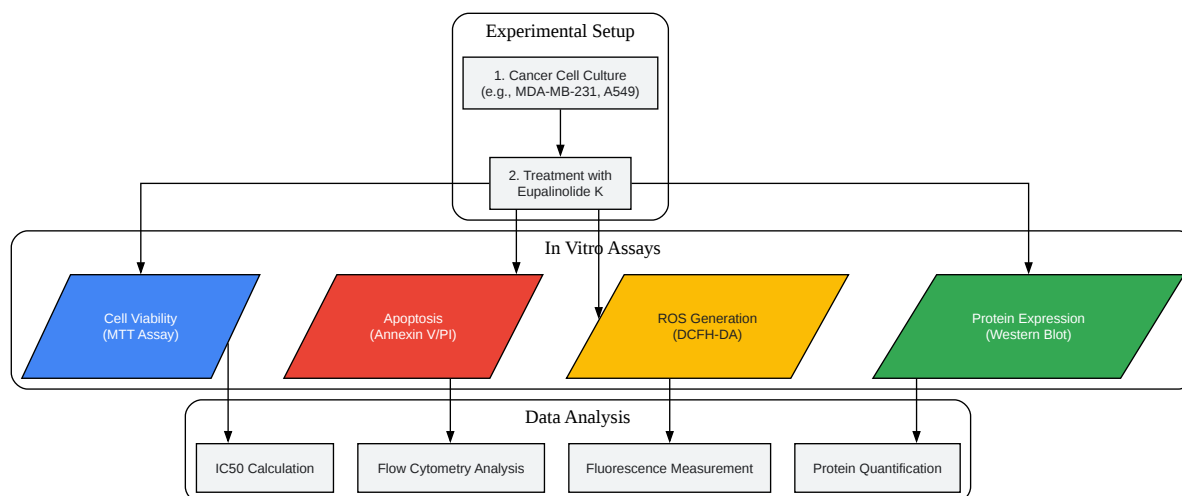 Experimental Setup
1. Cancer Cell Culture
(e.g., MDA-MB-231, A549)
2. Treatment with
Eupalinolide K
In Vitro Assays
Cell Viability
(MTT Assay)
Apoptosis
(Annexin V/PI)
ROS Generation
(DCFH-DA)
Protein Expression
(Western Blot)
Data Analysis
IC50 Calculation
Flow Cytometry Analysis
Fluorescence Measurement
Protein Quantification